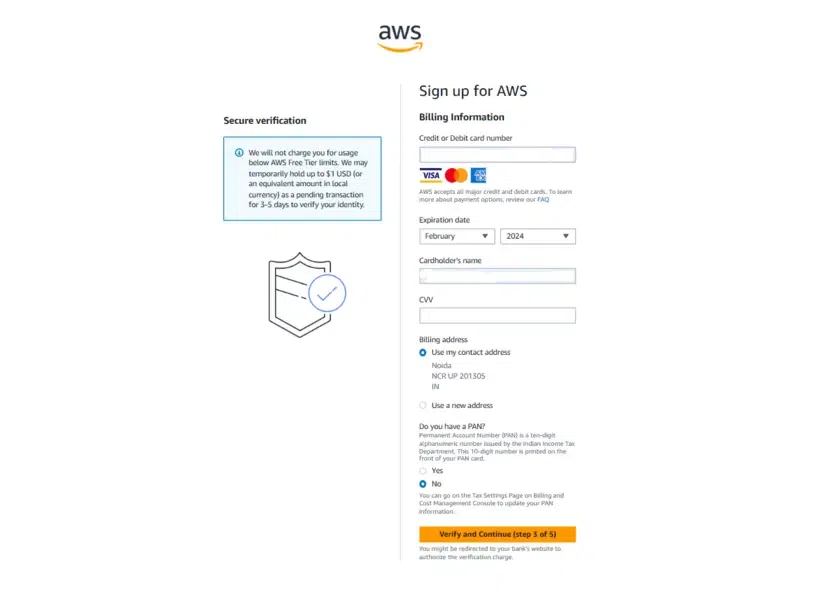 aws
Sign up for AWS
Secure verification
We will not charge you for usage
below AWS Free Tier limits. We may
temporarily hold up to $1 USD (or
an equivalent amount in local
currency) as a pending transaction
for 3-5 days to verify your identity.
Billing Information
Credit or Debit card number
VISA
AWS accepts all major credit and debit cards. To learn
more about payment options, review our FAQ
Expiration date
February
2024
Cardholder's name
CVV
Billing address
Use my contact address
Noida
NCR UP 201305
IN
Use a new address
Do you have a PAN?
Permanent Account Number (PAN) is a ten-digit
alphanumeric number issued by the Indian Income Tax
Department. This 10-digit number is printed on the
front of your PAN card.
Yes
No
You can go on the Tax Settings Page on Billing and
Cost Management Console to update your PAN
information.
Verify and Continue (step 3 of 5)
You might be redirected to your bank's website to
authorize the verification charge.